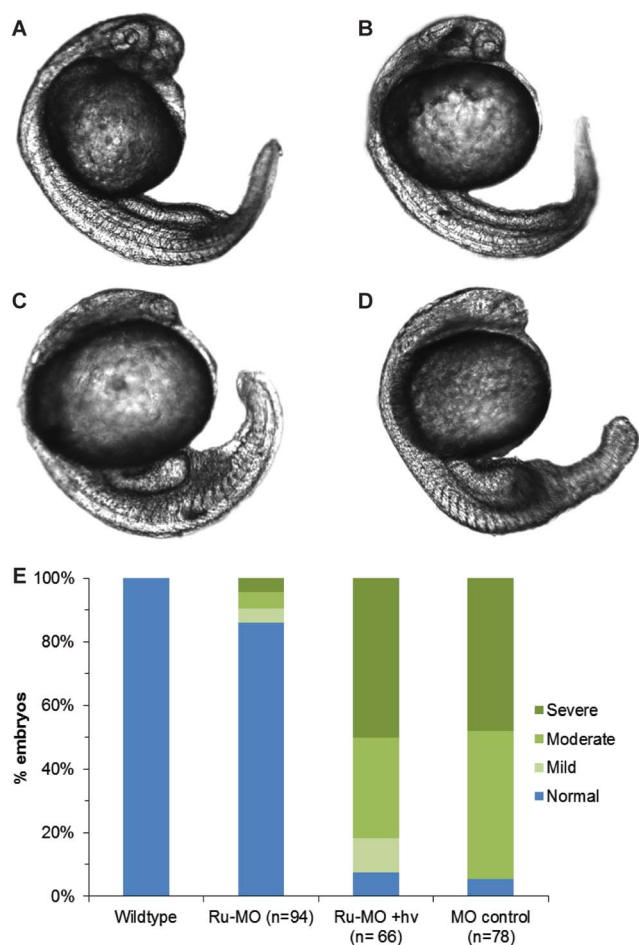 A
B
C
D
E
100%
80%
60%
40%
20%
0%
% embryos
Severe
Moderate
Mild
Normal
Wildtype
Ru-MO (n=94)
Ru-MO +hv
(n= 66)
MO control
(n=78)